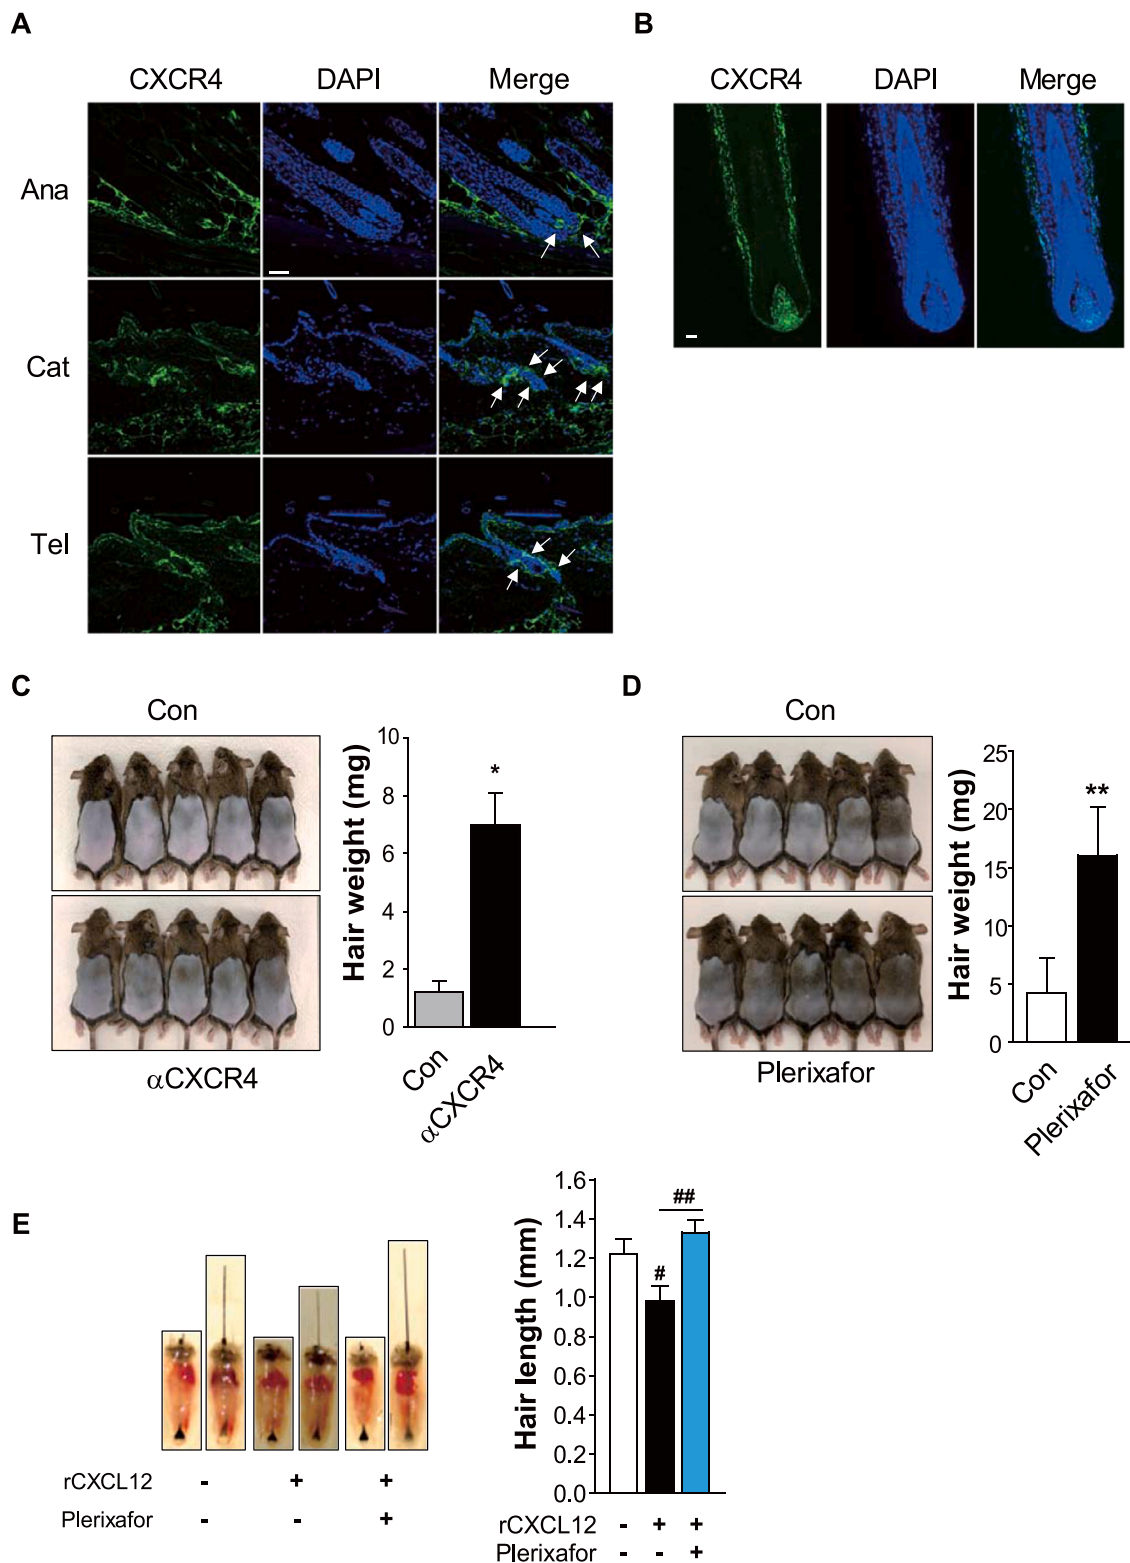 A
CXCR4 DAPI Merge
Ana
Cat
Tel
B
CXCR4 DAPI Merge
C
Con
αCXCR4
Hair weight (mg)
10
8
6
4
2
0
*
Con
αCXCR4
D
Con
Plerixafor
Hair weight (mg)
25
20
15
10
5
0
**
Con
Plerixafor
E
rCXCL12 - + +
Plerixafor - - +
Hair length (mm)
1.6
1.4
1.2
1.0
0.8
0.6
0.4
0.2
0.0
##
#
rCXCL12 - + +
Plerixafor - - +